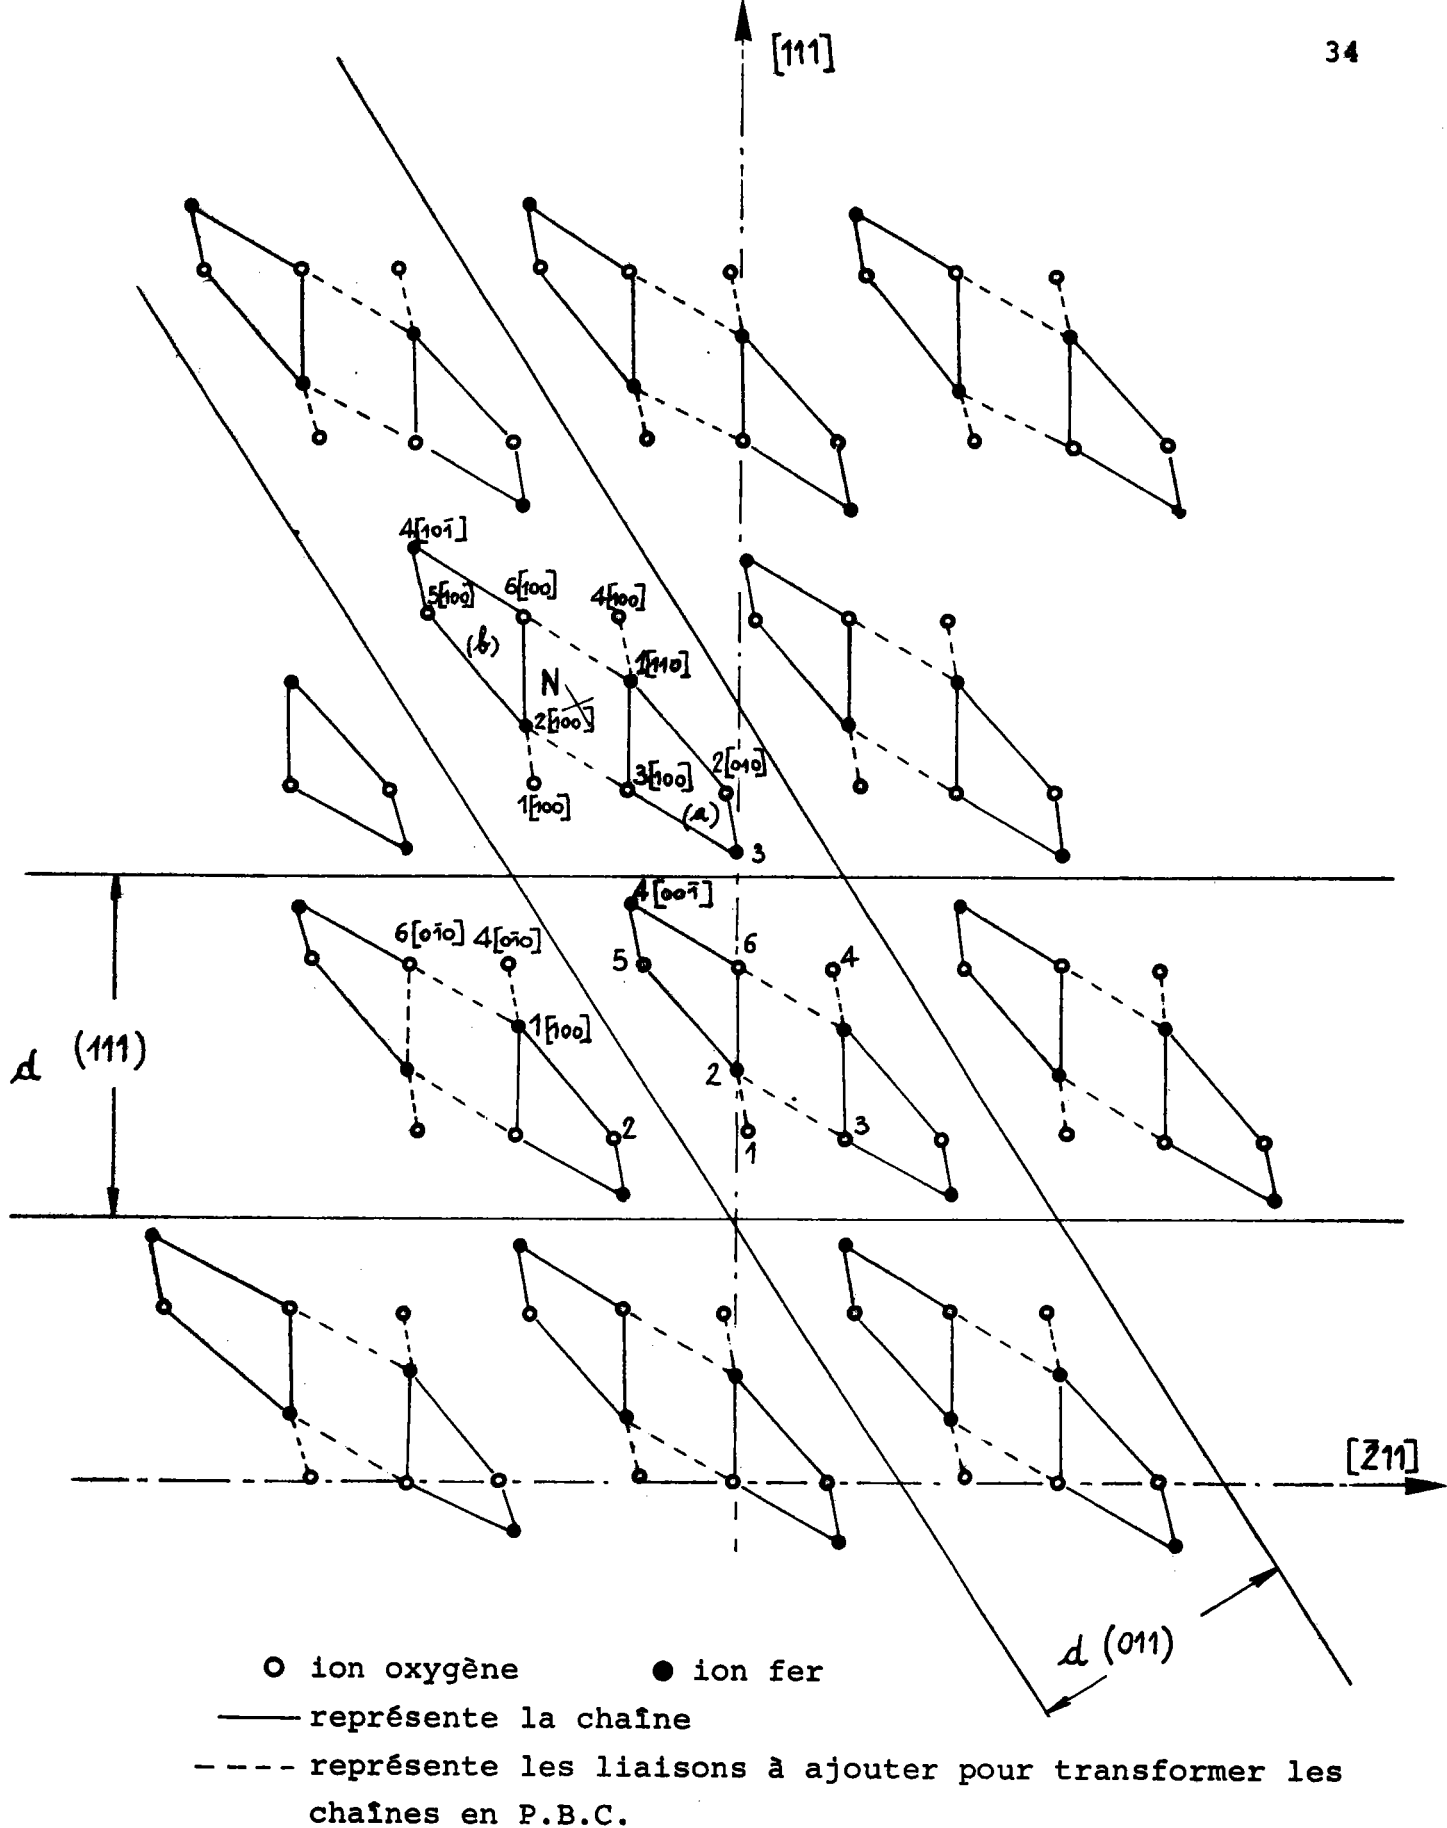 34
[111]
4[101̄]
5[100]
6[100]
4[100]
(b)
1[110]
N
2[100]
3[100]
2[010]
1[100]
(a)
3
4[001̄]
6[01̄0]
4[01̄0]
5
6
4
1[100]
d (111)
2
2
1
3
[2̄11]
d (011)
ion oxygène
ion fer
représente la chaîne
représente les liaisons à ajouter pour transformer les
chaînes en P.B.C.